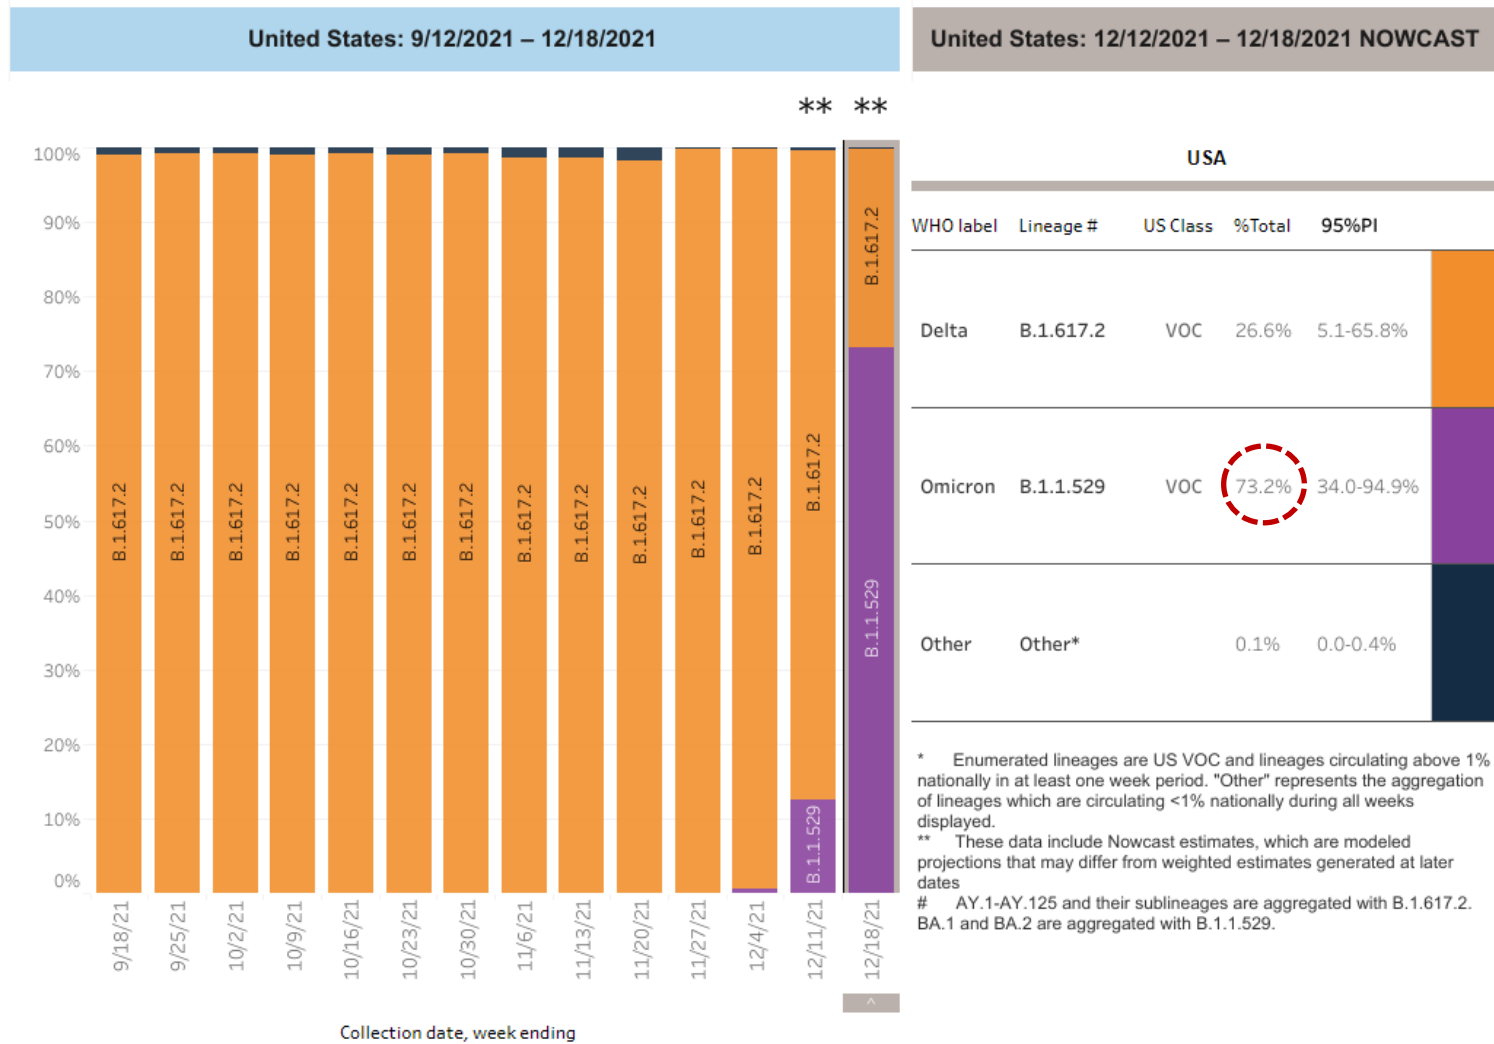 United States: 9/12/2021 – 12/18/2021
United States: 12/12/2021 – 12/18/2021 NOWCAST
** **
100%
90%
80%
70%
60%
50%
40%
30%
20%
10%
0%
B.1.617.2
B.1.617.2
B.1.617.2
B.1.617.2
B.1.617.2
B.1.617.2
B.1.617.2
B.1.617.2
B.1.617.2
B.1.617.2
B.1.617.2
B.1.617.2
B.1.617.2
B.1.1.529
B.1.617.2
B.1.1.529
9/18/21
9/25/21
10/2/21
10/9/21
10/16/21
10/23/21
10/30/21
11/6/21
11/13/21
11/20/21
11/27/21
12/4/21
12/11/21
12/18/21
^
Collection date, week ending
USA
WHO label Lineage # US Class %Total 95%PI
Delta B.1.617.2 VOC 26.6% 5.1-65.8%
Omicron B.1.1.529 VOC 73.2% 34.0-94.9%
Other Other* 0.1% 0.0-0.4%
* Enumerated lineages are US VOC and lineages circulating above 1%
nationally in at least one week period. "Other" represents the aggregation
of lineages which are circulating <1% nationally during all weeks
displayed.
** These data include Nowcast estimates, which are modeled
projections that may differ from weighted estimates generated at later
dates
# AY.1-AY.125 and their sublineages are aggregated with B.1.617.2.
BA.1 and BA.2 are aggregated with B.1.1.529.